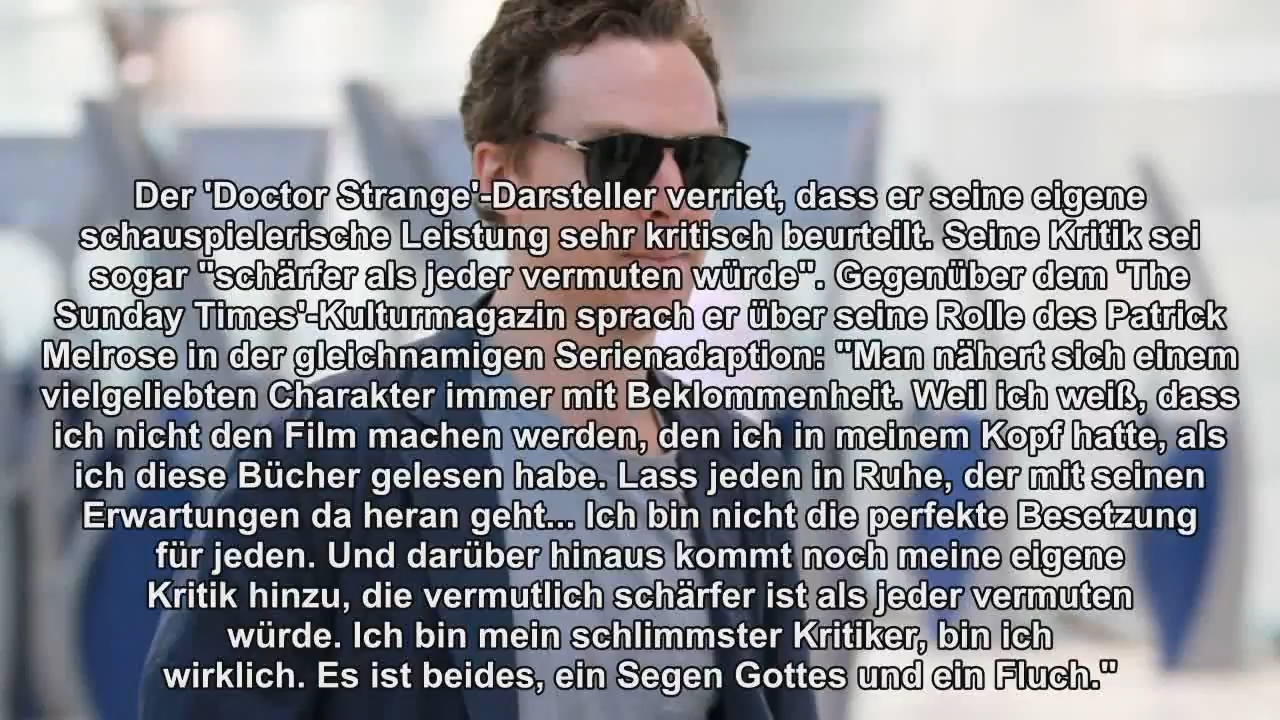 Der 'Doctor Strange'-Darsteller verriet, dass er seine eigene
schauspielerische Leistung sehr kritisch beurteilt. Seine Kritik sei
sogar "schärfer als jeder vermuten würde". Gegenüber dem 'The
Sunday Times'-Kulturmagazin sprach er über seine Rolle des Patrick
Melrose in der gleichnamigen Serienadaption: "Man nähert sich einem
vielgeliebten Charakter immer mit Beklommenheit. Weil ich weiß, dass
ich nicht den Film machen werden, den ich in meinem Kopf hatte, als
ich diese Bücher gelesen habe. Lass jeden in Ruhe, der mit seinen
Erwartungen da heran geht... Ich bin nicht die perfekte Besetzung
für jeden. Und darüber hinaus kommt noch meine eigene
Kritik hinzu, die vermutlich schärfer ist als jeder vermuten
würde. Ich bin mein schlimmster Kritiker, bin ich
wirklich. Es ist beides, ein Segen Gottes und ein Fluch."